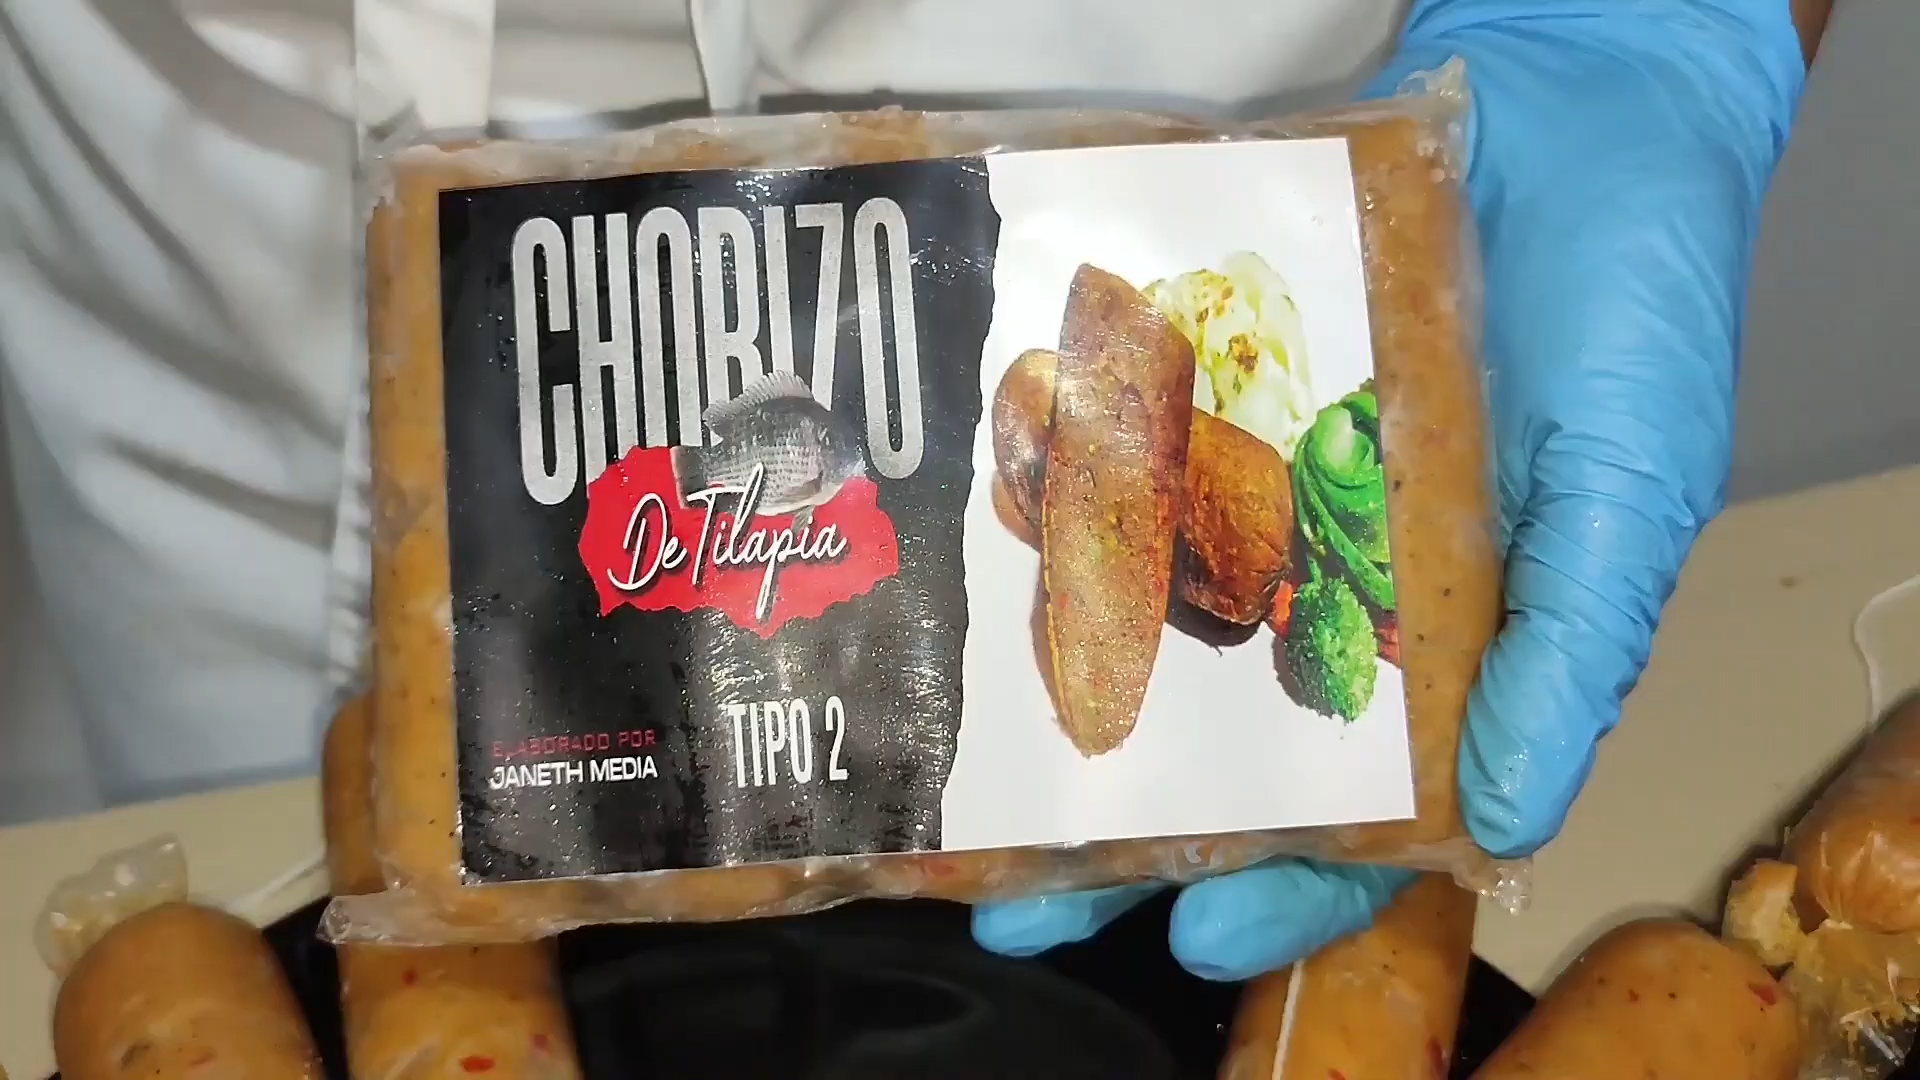 CHORIZO
De Tilapia
ELABORADO POR
JANETH MEDIA
TIPO 2